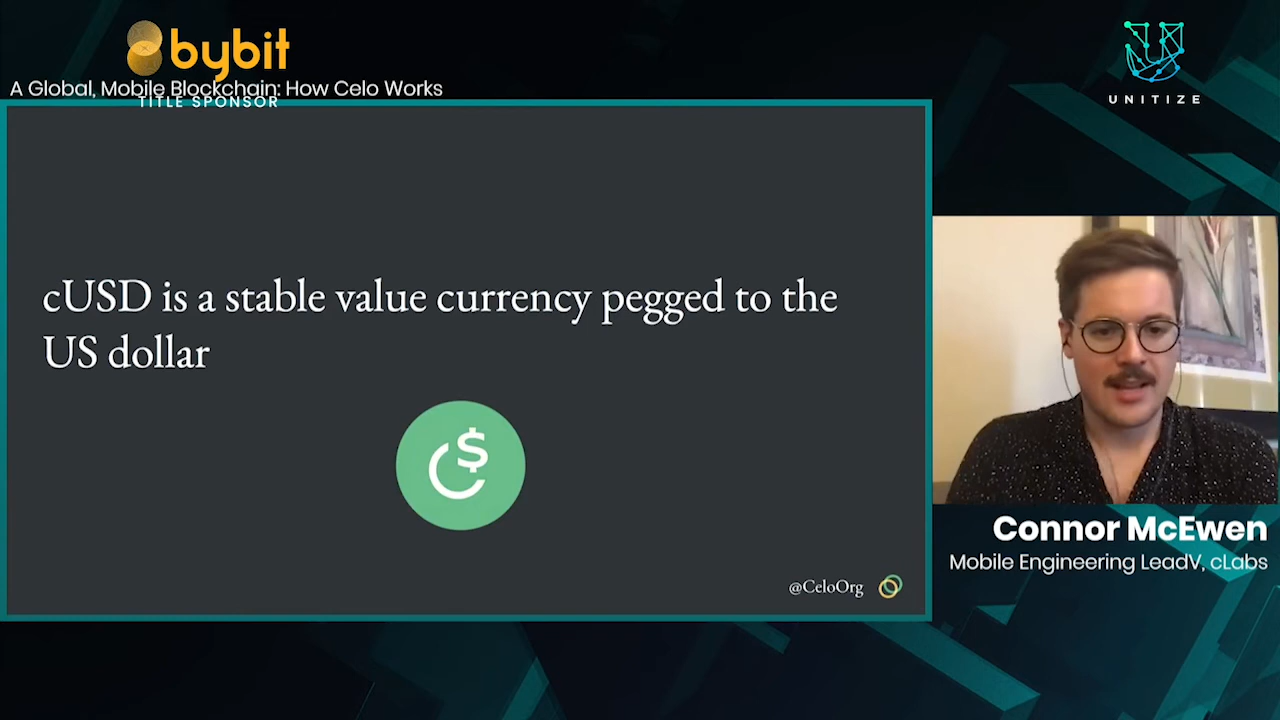 bybit
A Global, Mobile Blockchain: How Celo Works
TITLE SPONSOR
UNITIZE
cUSD is a stable value currency pegged to the
US dollar
$
@CeloOrg
Connor McEwen
Mobile Engineering LeadV, cLabs